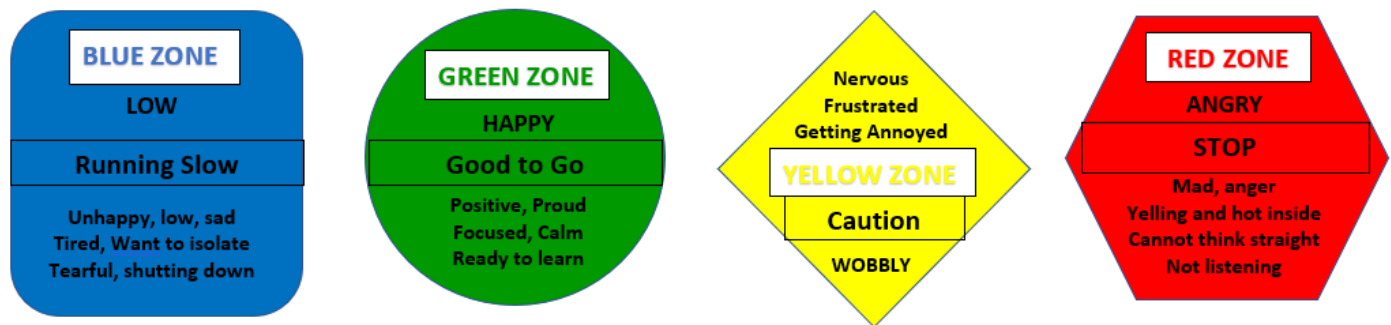 BLUE ZONE
LOW
Running Slow
Unhappy, low, sad
Tired, Want to isolate
Tearful, shutting down
GREEN ZONE
HAPPY
Good to Go
Positive, Proud
Focused, Calm
Ready to learn
Nervous
Frustrated
Getting Annoyed
YELLOW ZONE
Caution
WOBBLY
RED ZONE
ANGRY
STOP
Mad, anger
Yelling and hot inside
Cannot think straight
Not listening